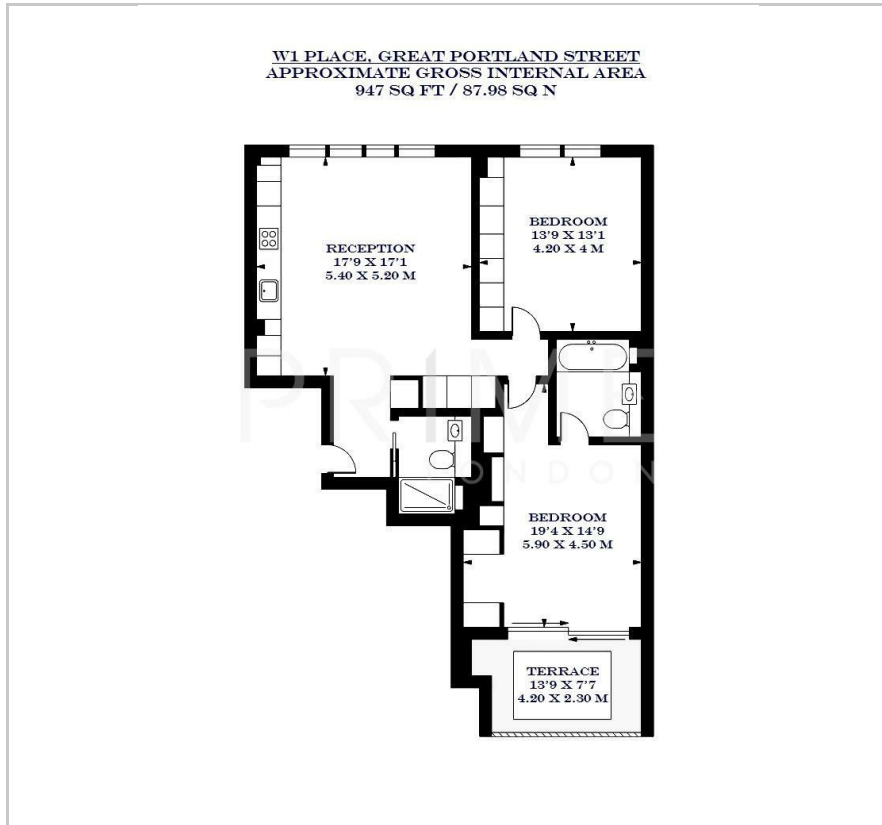 W1 PLACE, GREAT PORTLAND STREET
APPROXIMATE GROSS INTERNAL AREA
947 SQ FT / 87.98 SQ N
BEDROOM
13'9 X 13'1
4.20 X 4 M
RECEPTION
17'9 X 17'1
5.40 X 5.20 M
PRIME
LONDON
BEDROOM
19'4 X 14'9
5.90 X 4.50 M
TERRACE
13'9 X 7'7
4.20 X 2.30 M